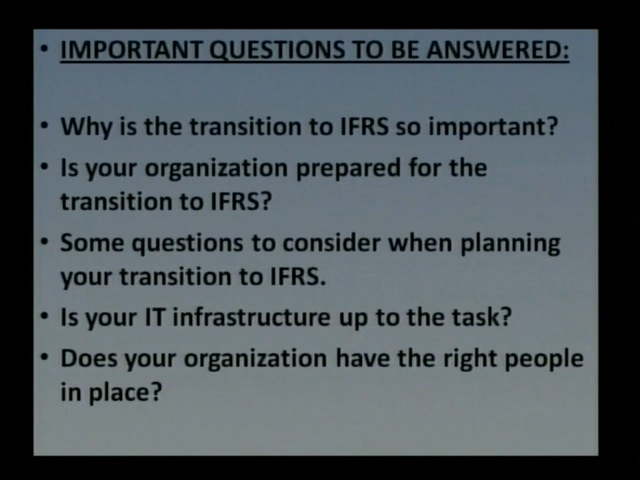 • IMPORTANT QUESTIONS TO BE ANSWERED:
• Why is the transition to IFRS so important?
• Is your organization prepared for the
transition to IFRS?
• Some questions to consider when planning
your transition to IFRS.
• Is your IT infrastructure up to the task?
• Does your organization have the right people
in place?